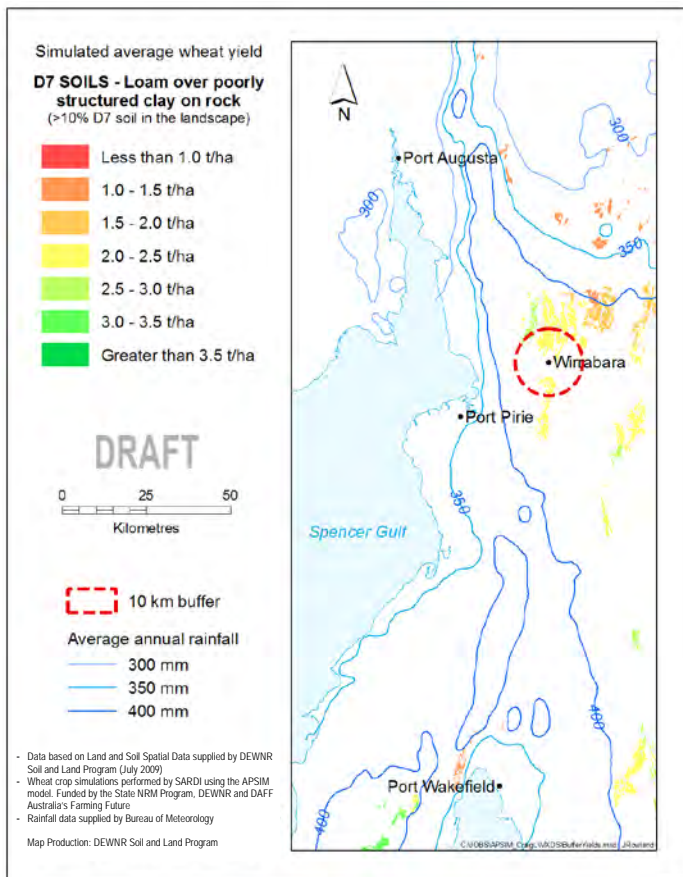 Simulated average wheat yield
D7 SOILS - Loam over poorly
structured clay on rock
(>10% D7 soil in the landscape)
Less than 1.0 t/ha
1.0 - 1.5 t/ha
1.5 - 2.0 t/ha
2.0 - 2.5 t/ha
2.5 - 3.0 t/ha
3.0 - 3.5 t/ha
Greater than 3.5 t/ha
DRAFT
0 25 50
Kilometres
10 km buffer
Average annual rainfall
300 mm
350 mm
400 mm
- Data based on Land and Soil Spatial Data supplied by DEWNR
Soil and Land Program (July 2009)
- Wheat crop simulations performed by SARDI using the APSIM
model. Funded by the State NRM Program, DEWNR and DAFF
Australia's Farming Future
- Rainfall data supplied by Bureau of Meteorology
Map Production: DEWNR Soil and Land Program
N
300
Port Augusta
300
350
400
Wirrabara
Port Pirie
350
Spencer Gulf
400
Port Wakefield
400